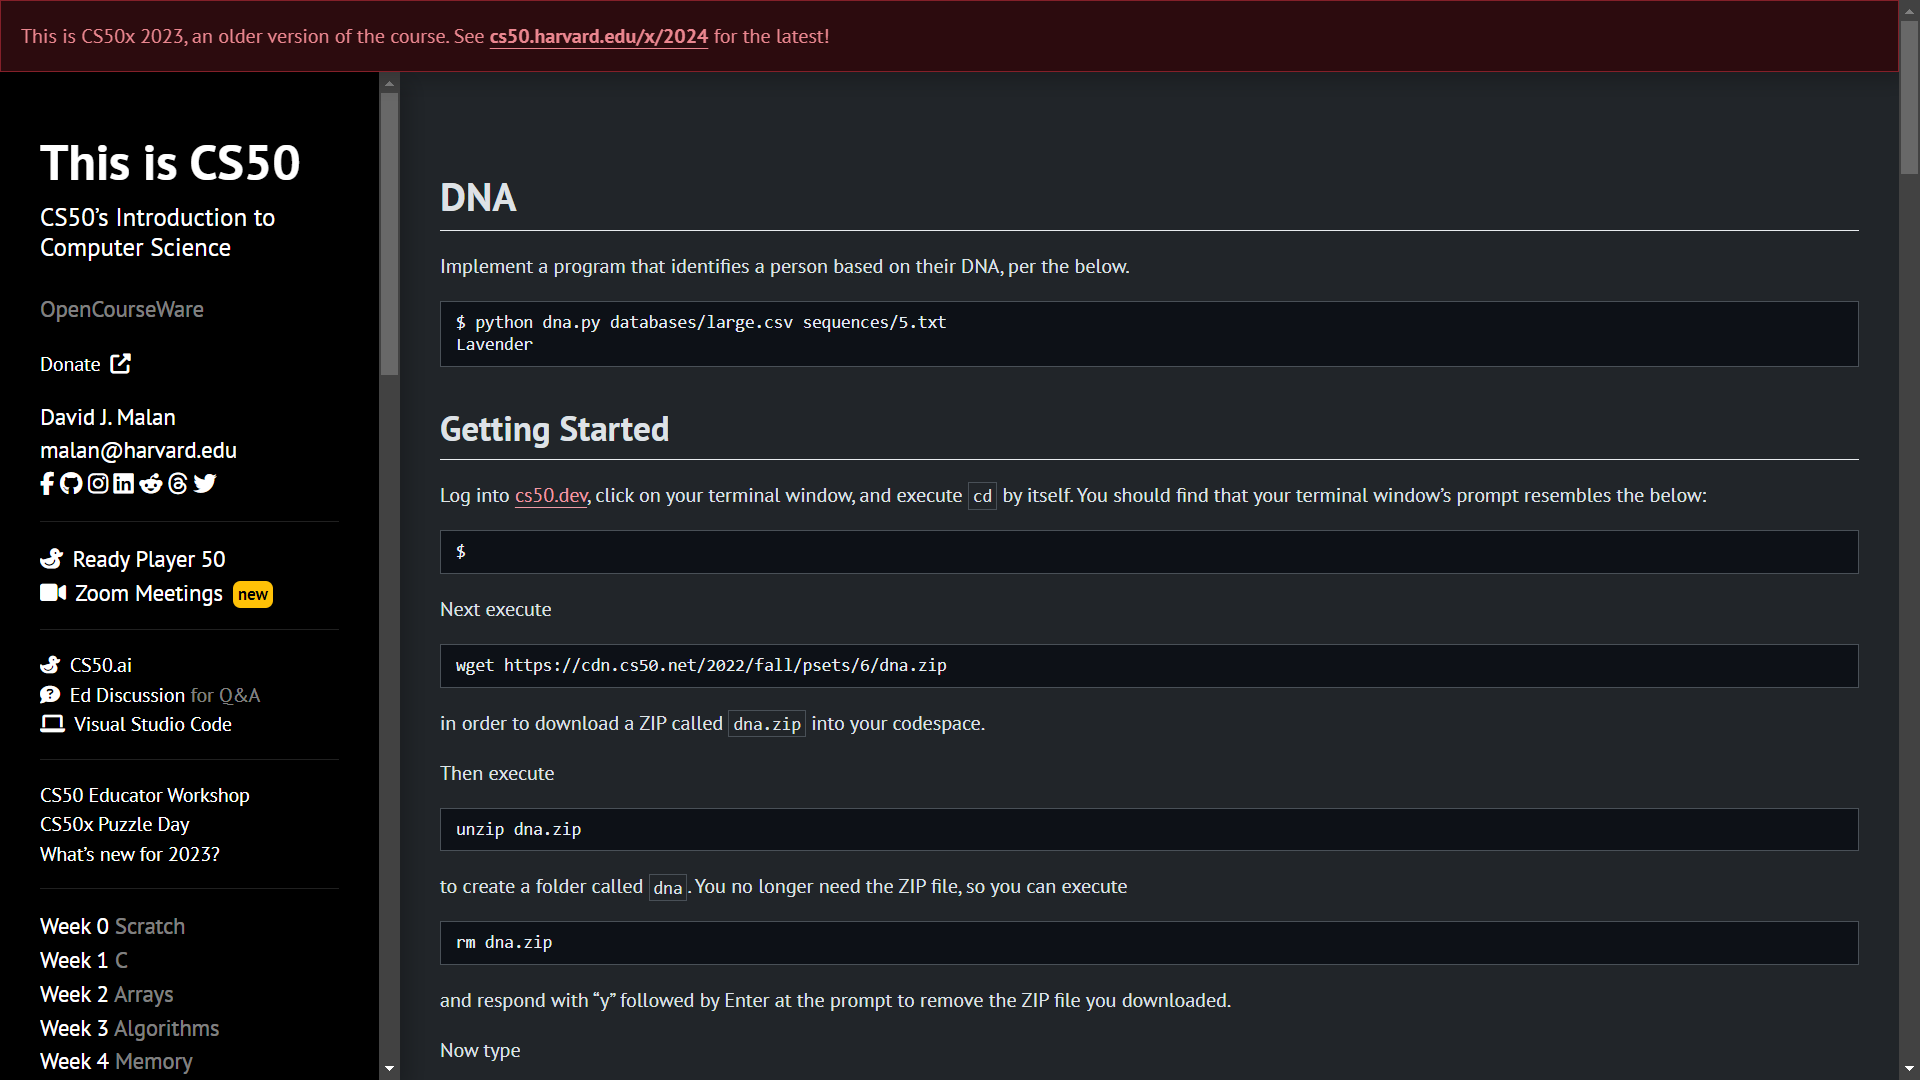 This is CS50x 2023, an older version of the course. See cs50.harvard.edu/x/2024 for the latest!
This is CS50
CS50’s Introduction to
Computer Science
OpenCourseWare
Donate
David J. Malan
malan@harvard.edu
Ready Player 50
Zoom Meetings new
CS50.ai
Ed Discussion for Q&A
Visual Studio Code
CS50 Educator Workshop
CS50x Puzzle Day
What’s new for 2023?
Week 0 Scratch
Week 1 C
Week 2 Arrays
Week 3 Algorithms
Week 4 Memory
DNA
Implement a program that identifies a person based on their DNA, per the below.
$ python dna.py databases/large.csv sequences/5.txt
Lavender
Getting Started
Log into cs50.dev, click on your terminal window, and execute cd by itself. You should find that your terminal window’s prompt resembles the below:
$
Next execute
wget https://cdn.cs50.net/2022/fall/psets/6/dna.zip
in order to download a ZIP called dna.zip into your codespace.
Then execute
unzip dna.zip
to create a folder called dna. You no longer need the ZIP file, so you can execute
rm dna.zip
and respond with “y” followed by Enter at the prompt to remove the ZIP file you downloaded.
Now type